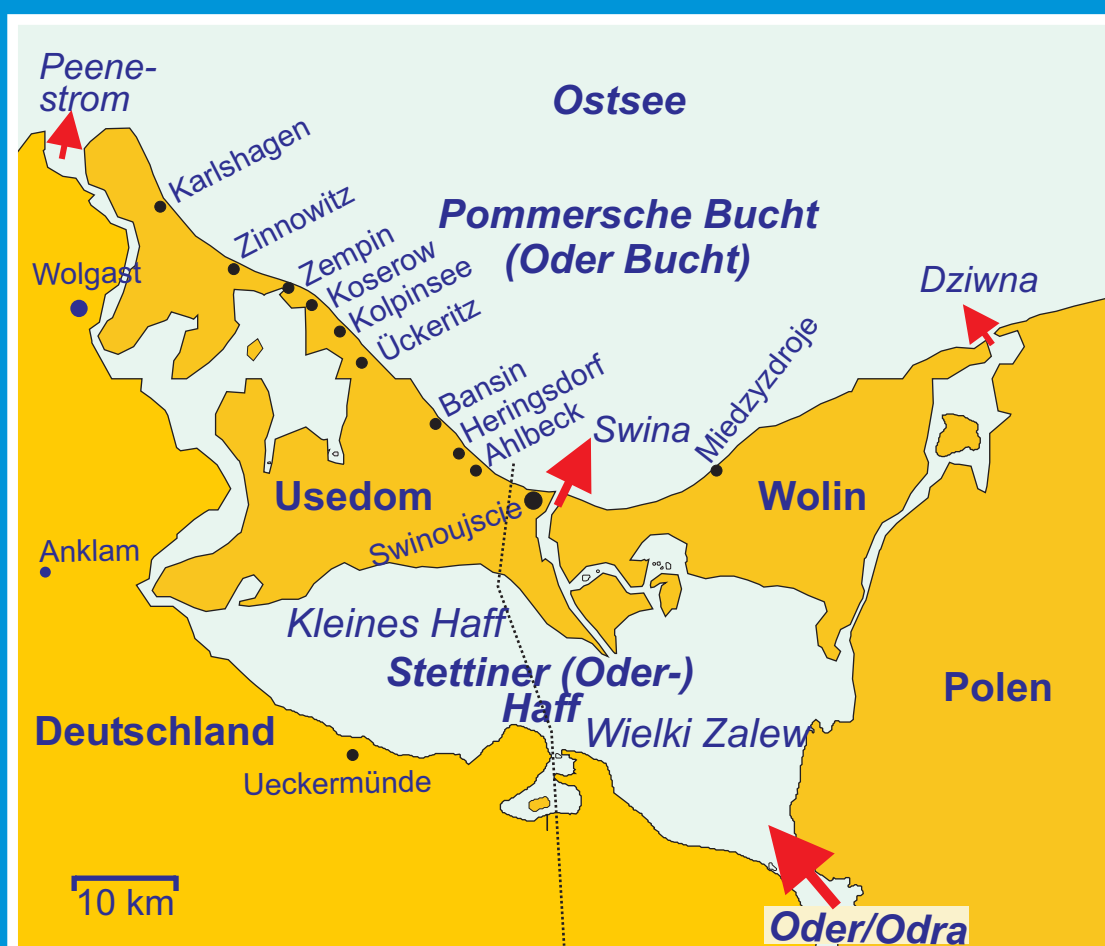 Peene-
strom
Ostsee
Karlshagen
Zinnowitz
Pommersche Bucht
(Oder Bucht)
Zempin
Koserow
Kolpinsee
Ückeritz
Wolgast
Dziwna
Bansin
Heringsdorf
Ahlbeck
Swina
Miedzyzdroje
Usedom
Wolin
Swinoujscie
Anklam
Kleines Haff
Stettiner (Oder-)
Haff
Polen
Deutschland
Wielki Zalew
Ueckermünde
10 km
Oder/Odra